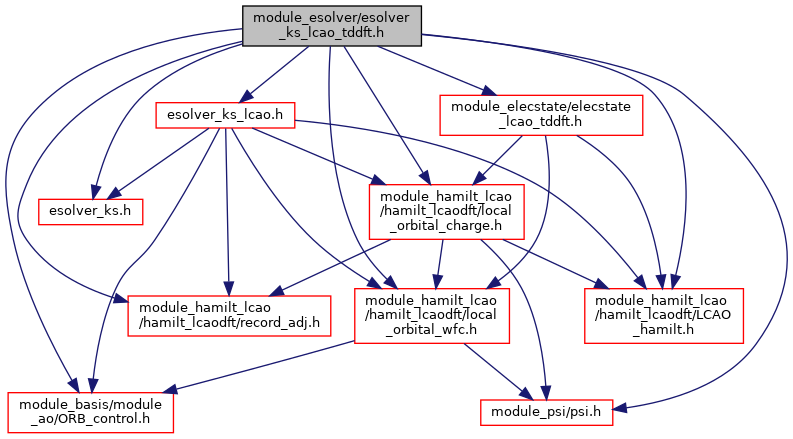 module_esolver/esolver
_ks_lcao_tddft.h
esolver_ks_lcao.h
module_elecstate/elecstate
_lcao_tddft.h
esolver_ks.h
module_hamilt_lcao
/hamilt_lcaodft/local
_orbital_charge.h
module_hamilt_lcao
/hamilt_lcaodft/record_adj.h
module_hamilt_lcao
/hamilt_lcaodft/local
_orbital_wfc.h
module_hamilt_lcao
/hamilt_lcaodft/LCAO
_hamilt.h
module_basis/module
_ao/ORB_control.h
module_psi/psi.h